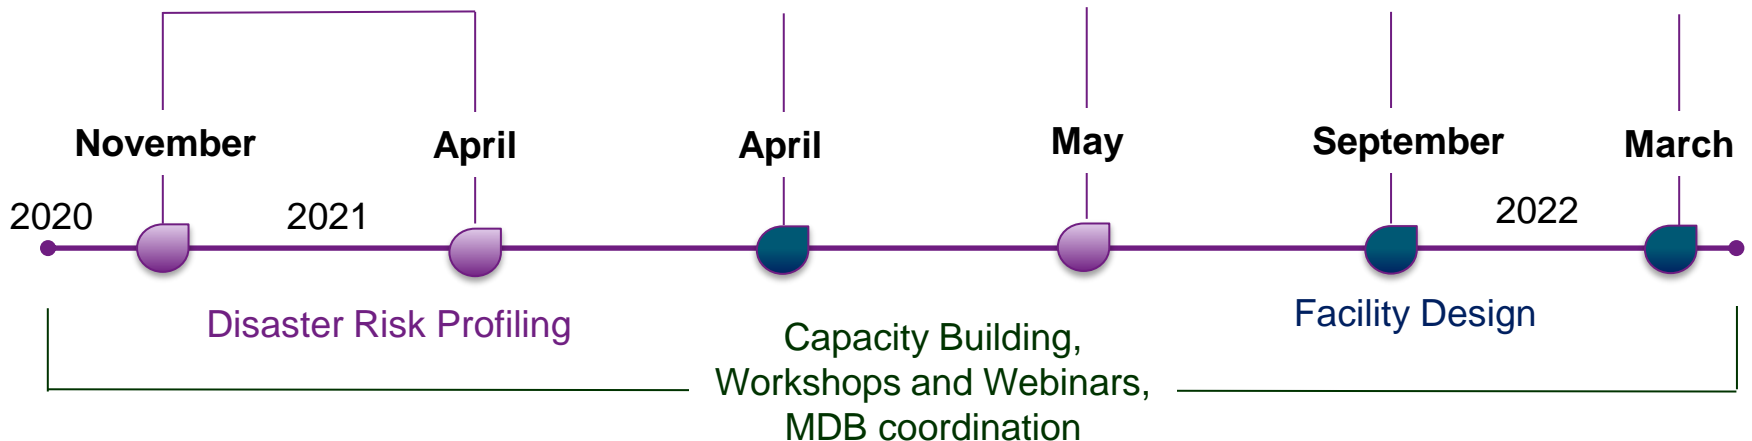 November
April
April
May
September
March
2020
2021
2022
Disaster Risk Profiling
Capacity Building,
Workshops and Webinars,
MDB coordination
Facility Design